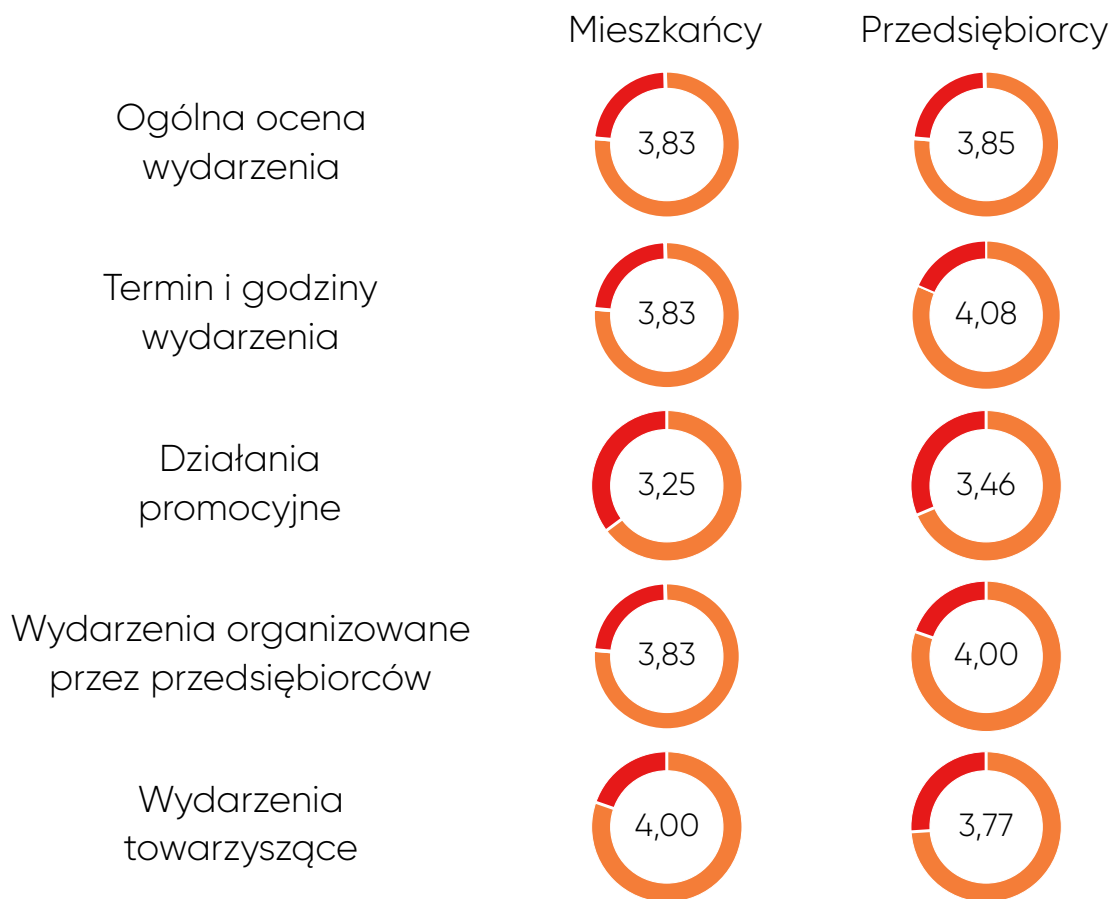 Mieszkańcy Przedsiębiorcy
Ogólna ocena
wydarzenia
3,83 3,85
Termin i godziny
wydarzenia
3,83 4,08
Działania
promocyjne
3,25 3,46
Wydarzenia organizowane
przez przedsiębiorców
3,83 4,00
Wydarzenia
towarzyszące
4,00 3,77